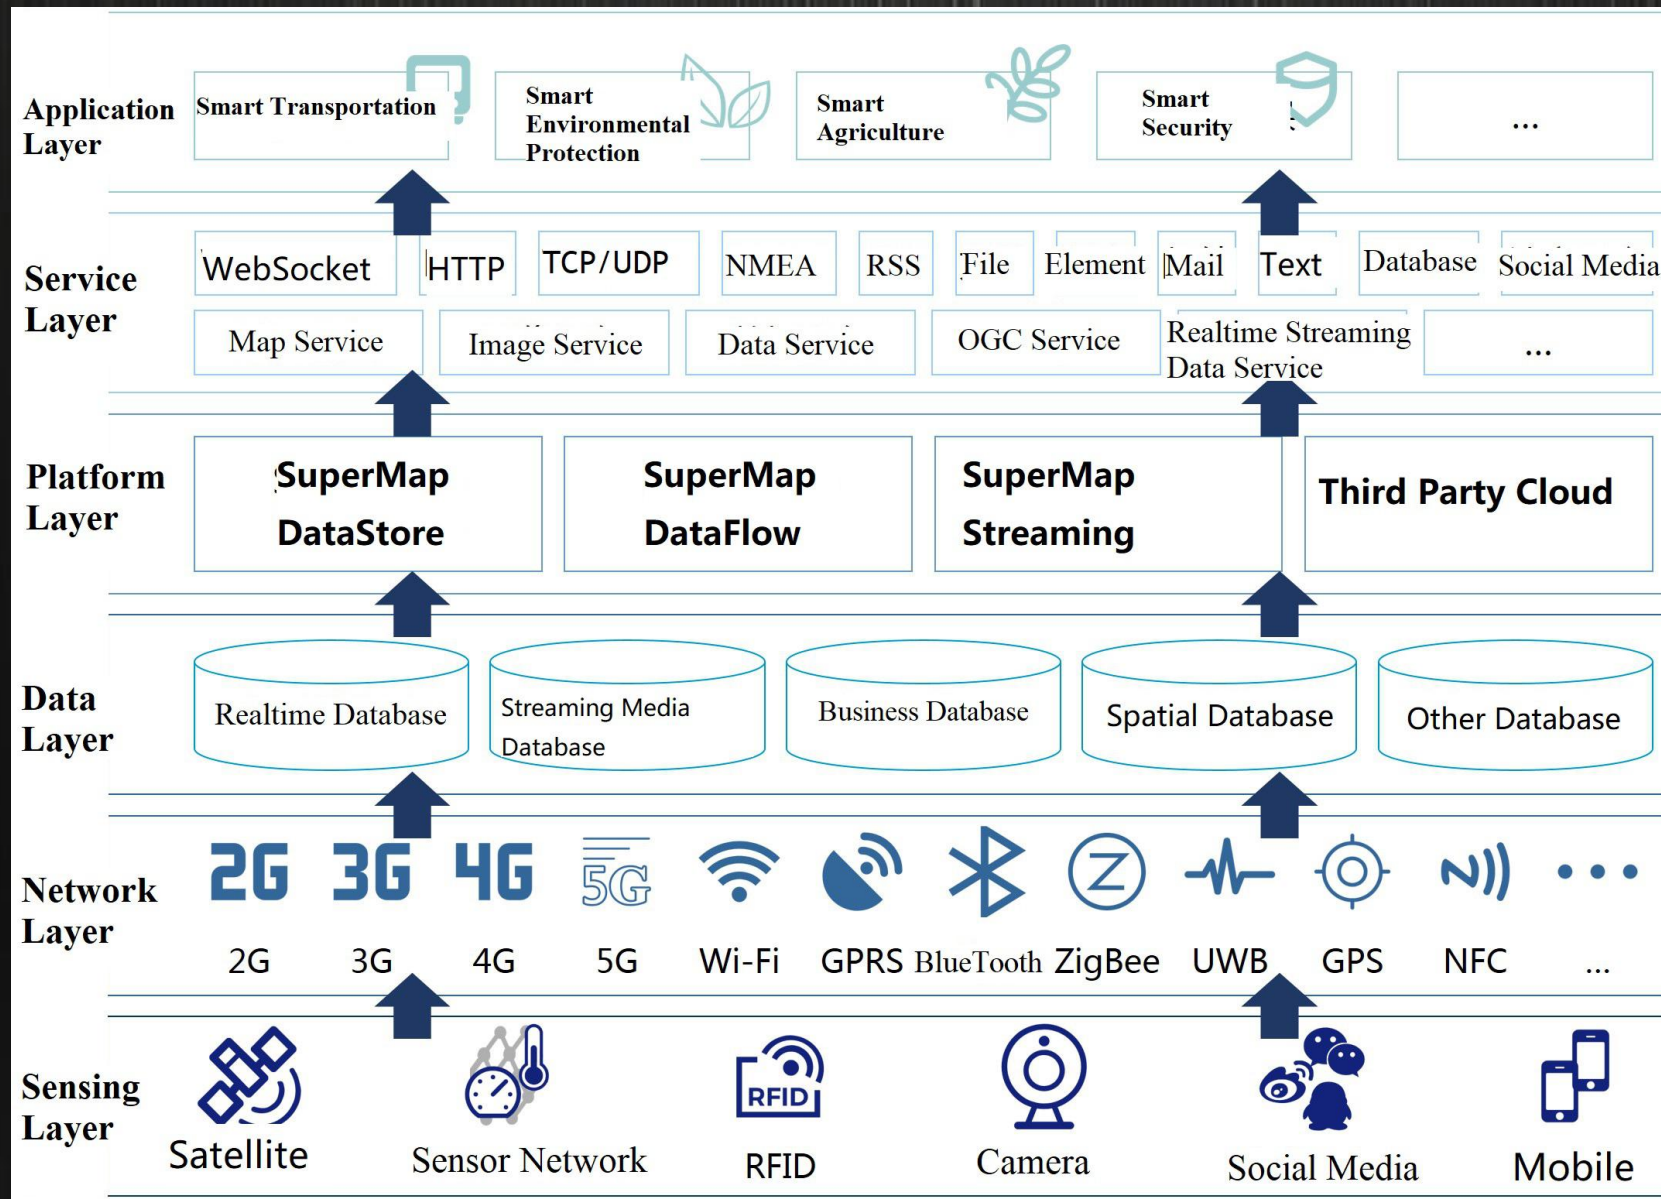 Application
Layer
Smart Transportation
Smart
Environmental
Protection
Smart
Agriculture
Smart
Security
...
Service
Layer
WebSocket
HTTP
TCP/UDP
NMEA
RSS
File
Element
Mail
Text
Database
Social Media
Map Service
Image Service
Data Service
OGC Service
Realtime Streaming
Data Service
...
Platform
Layer
SuperMap
DataStore
SuperMap
DataFlow
SuperMap
Streaming
Third Party Cloud
Data
Layer
Realtime Database
Streaming Media
Database
Business Database
Spatial Database
Other Database
Network
Layer
2G
3G
4G
5G
2G
3G
4G
5G
Wi-Fi
GPRS
BlueTooth
ZigBee
UWB
GPS
NFC
...
Sensing
Layer
RFID
Satellite
Sensor Network
RFID
Camera
Social Media
Mobile